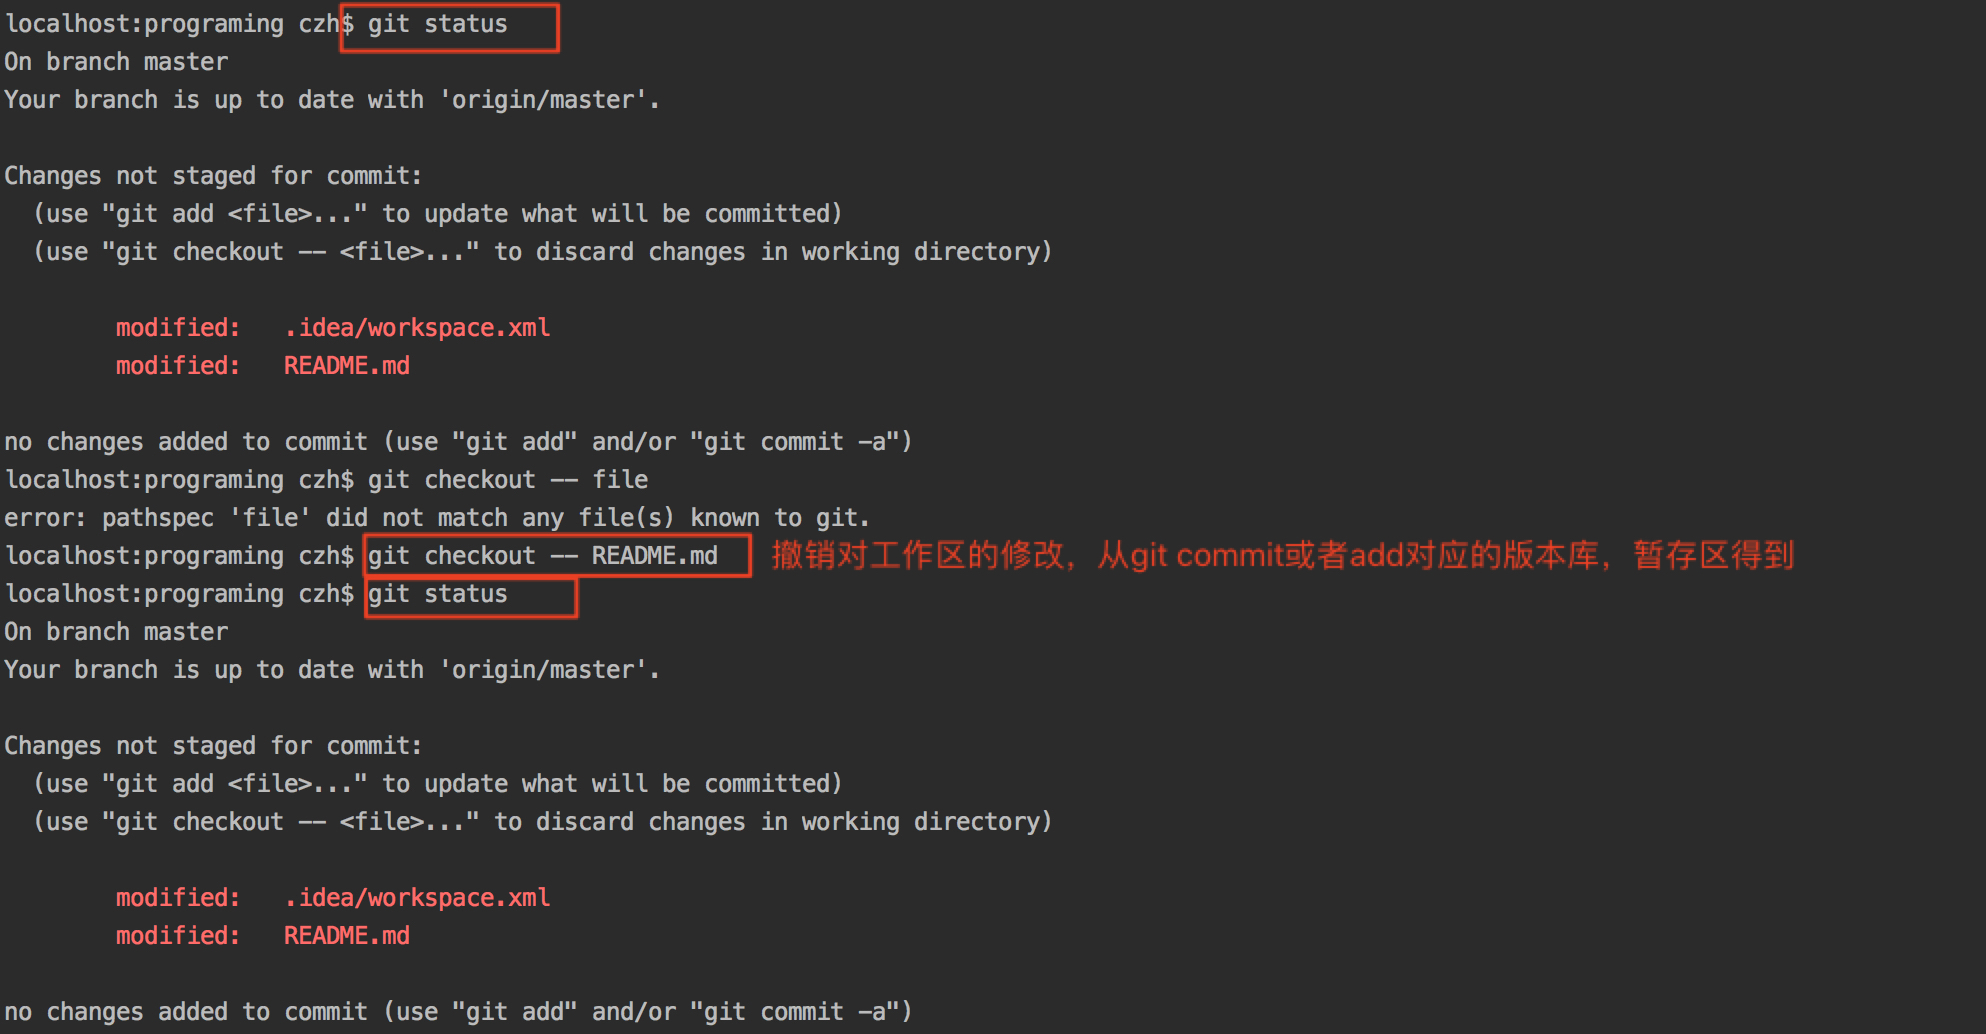 localhost:programing czh$ git status
On branch master
Your branch is up to date with 'origin/master'.
Changes not staged for commit:
(use "git add <file>..." to update what will be committed)
(use "git checkout -- <file>..." to discard changes in working directory)
modified: .idea/workspace.xml
modified: README.md
no changes added to commit (use "git add" and/or "git commit -a")
localhost:programing czh$ git checkout -- file
error: pathspec 'file' did not match any file(s) known to git.
localhost:programing czh$ git checkout -- README.md 撤销对工作区的修改，从git commit或者add对应的版本库，暂存区得到
localhost:programing czh$ git status
On branch master
Your branch is up to date with 'origin/master'.
Changes not staged for commit:
(use "git add <file>..." to update what will be committed)
(use "git checkout -- <file>..." to discard changes in working directory)
modified: .idea/workspace.xml
modified: README.md
no changes added to commit (use "git add" and/or "git commit -a")